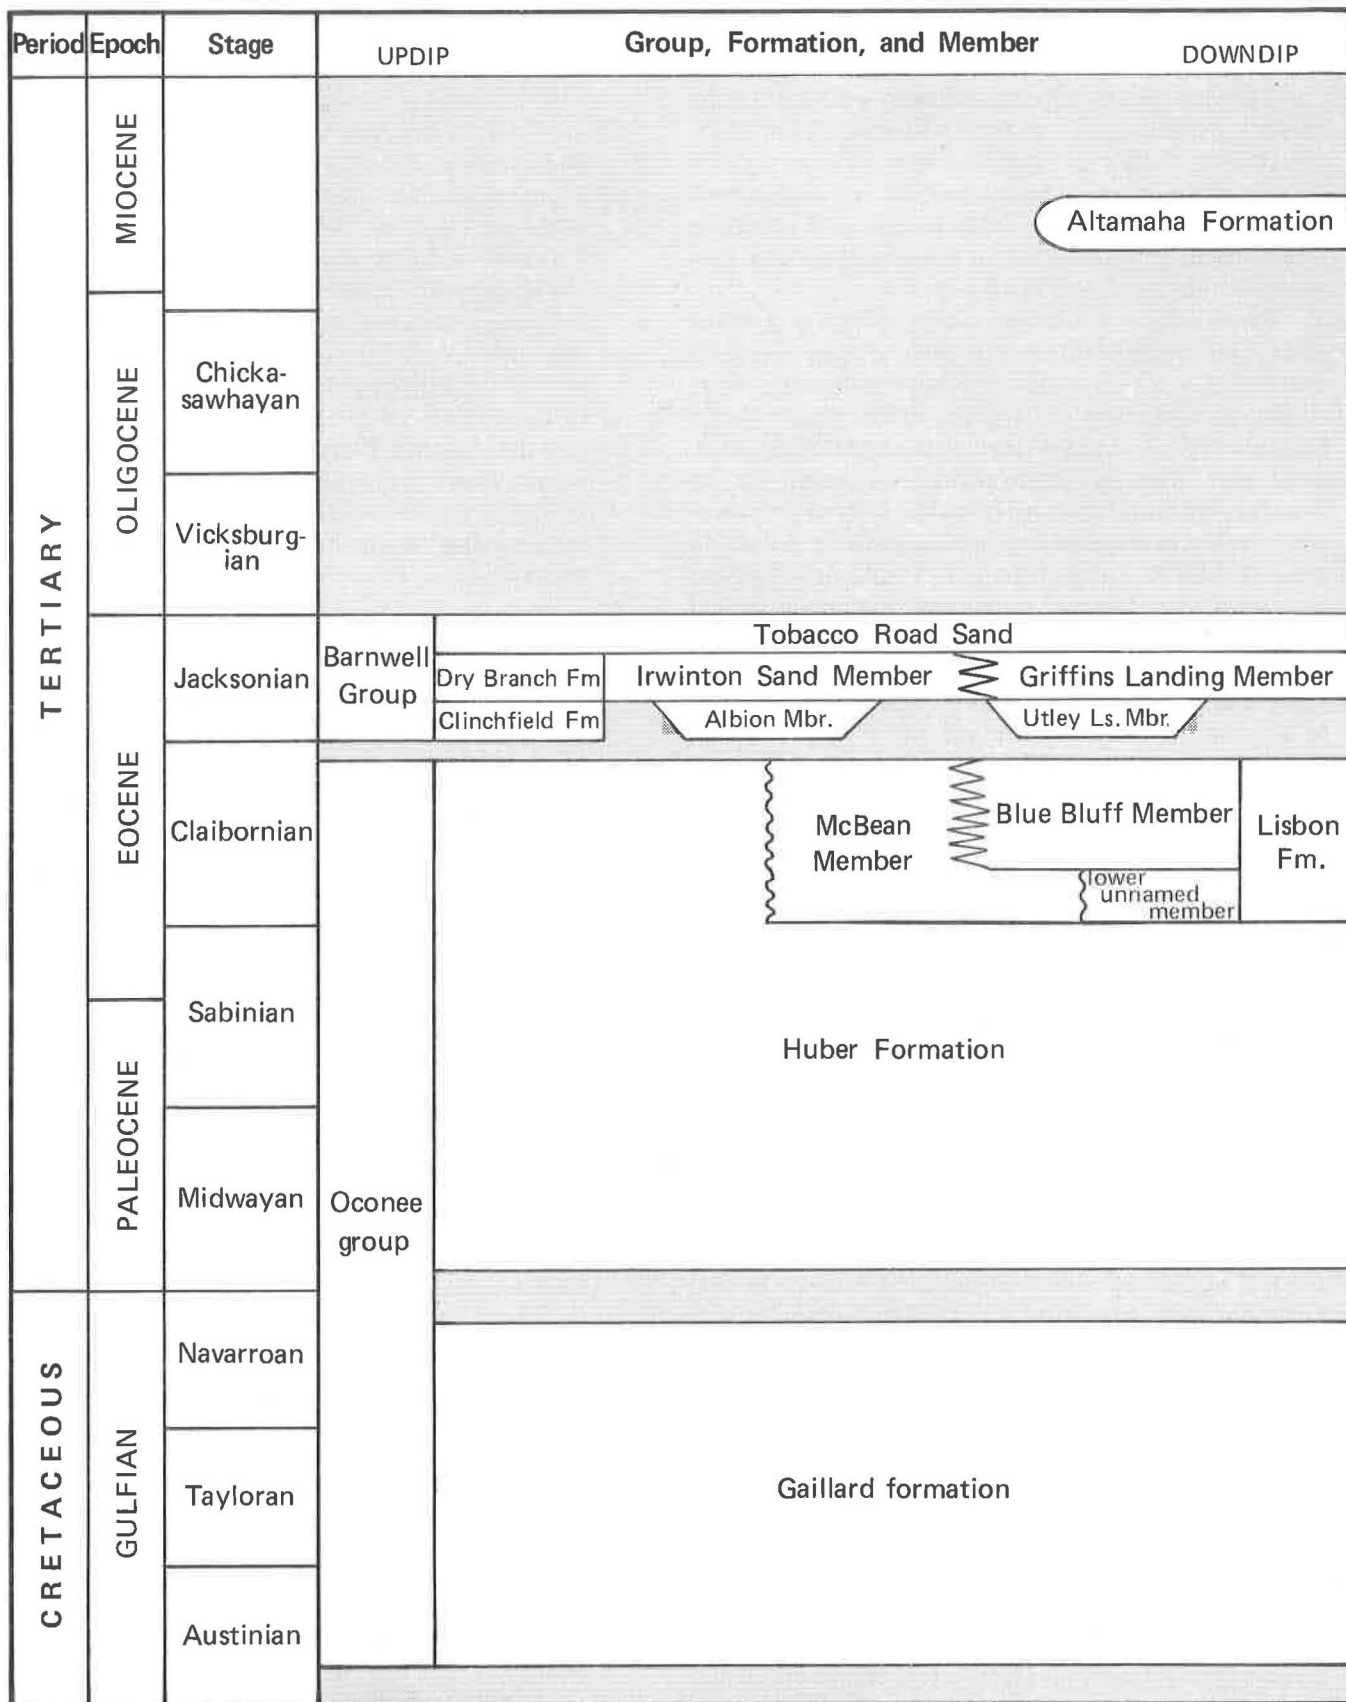 Period Epoch Stage UPDIP Group, Formation, and Member DOWNDIP
TERTIARY
MIOCENE
Altamaha Formation
OLIGOCENE
Chicka-
sawhayan
Vicksburg-
ian
EOCENE
Jacksonian
Barnwell
Group
Tobacco Road Sand
Dry Branch Fm Irwinton Sand Member Griffins Landing Member
Clinchfield Fm Albion Mbr. Utley Ls. Mbr.
Claibornian
McBean
Member
Blue Bluff Member
lower
unnamed
member
Lisbon
Fm.
Sabinian
Huber Formation
PALEOCENE
Midwayan
Oconee
group
CRETACEOUS
GULFIAN
Navarroan
Tayloran
Gaillard formation
Austinian